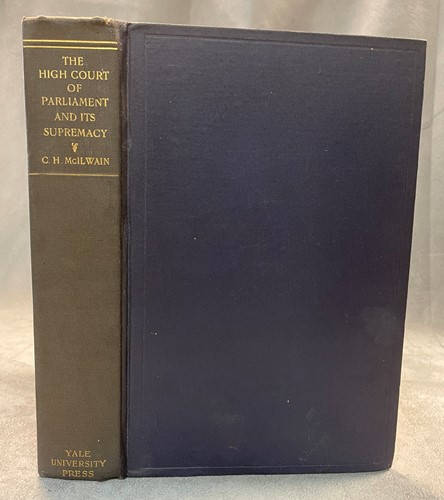 THE
HIGH COURT
OF
PARLIAMENT
AND ITS
SUPREMACY
C. H. McILWAIN
YALE
UNIVERSITY
PRESS